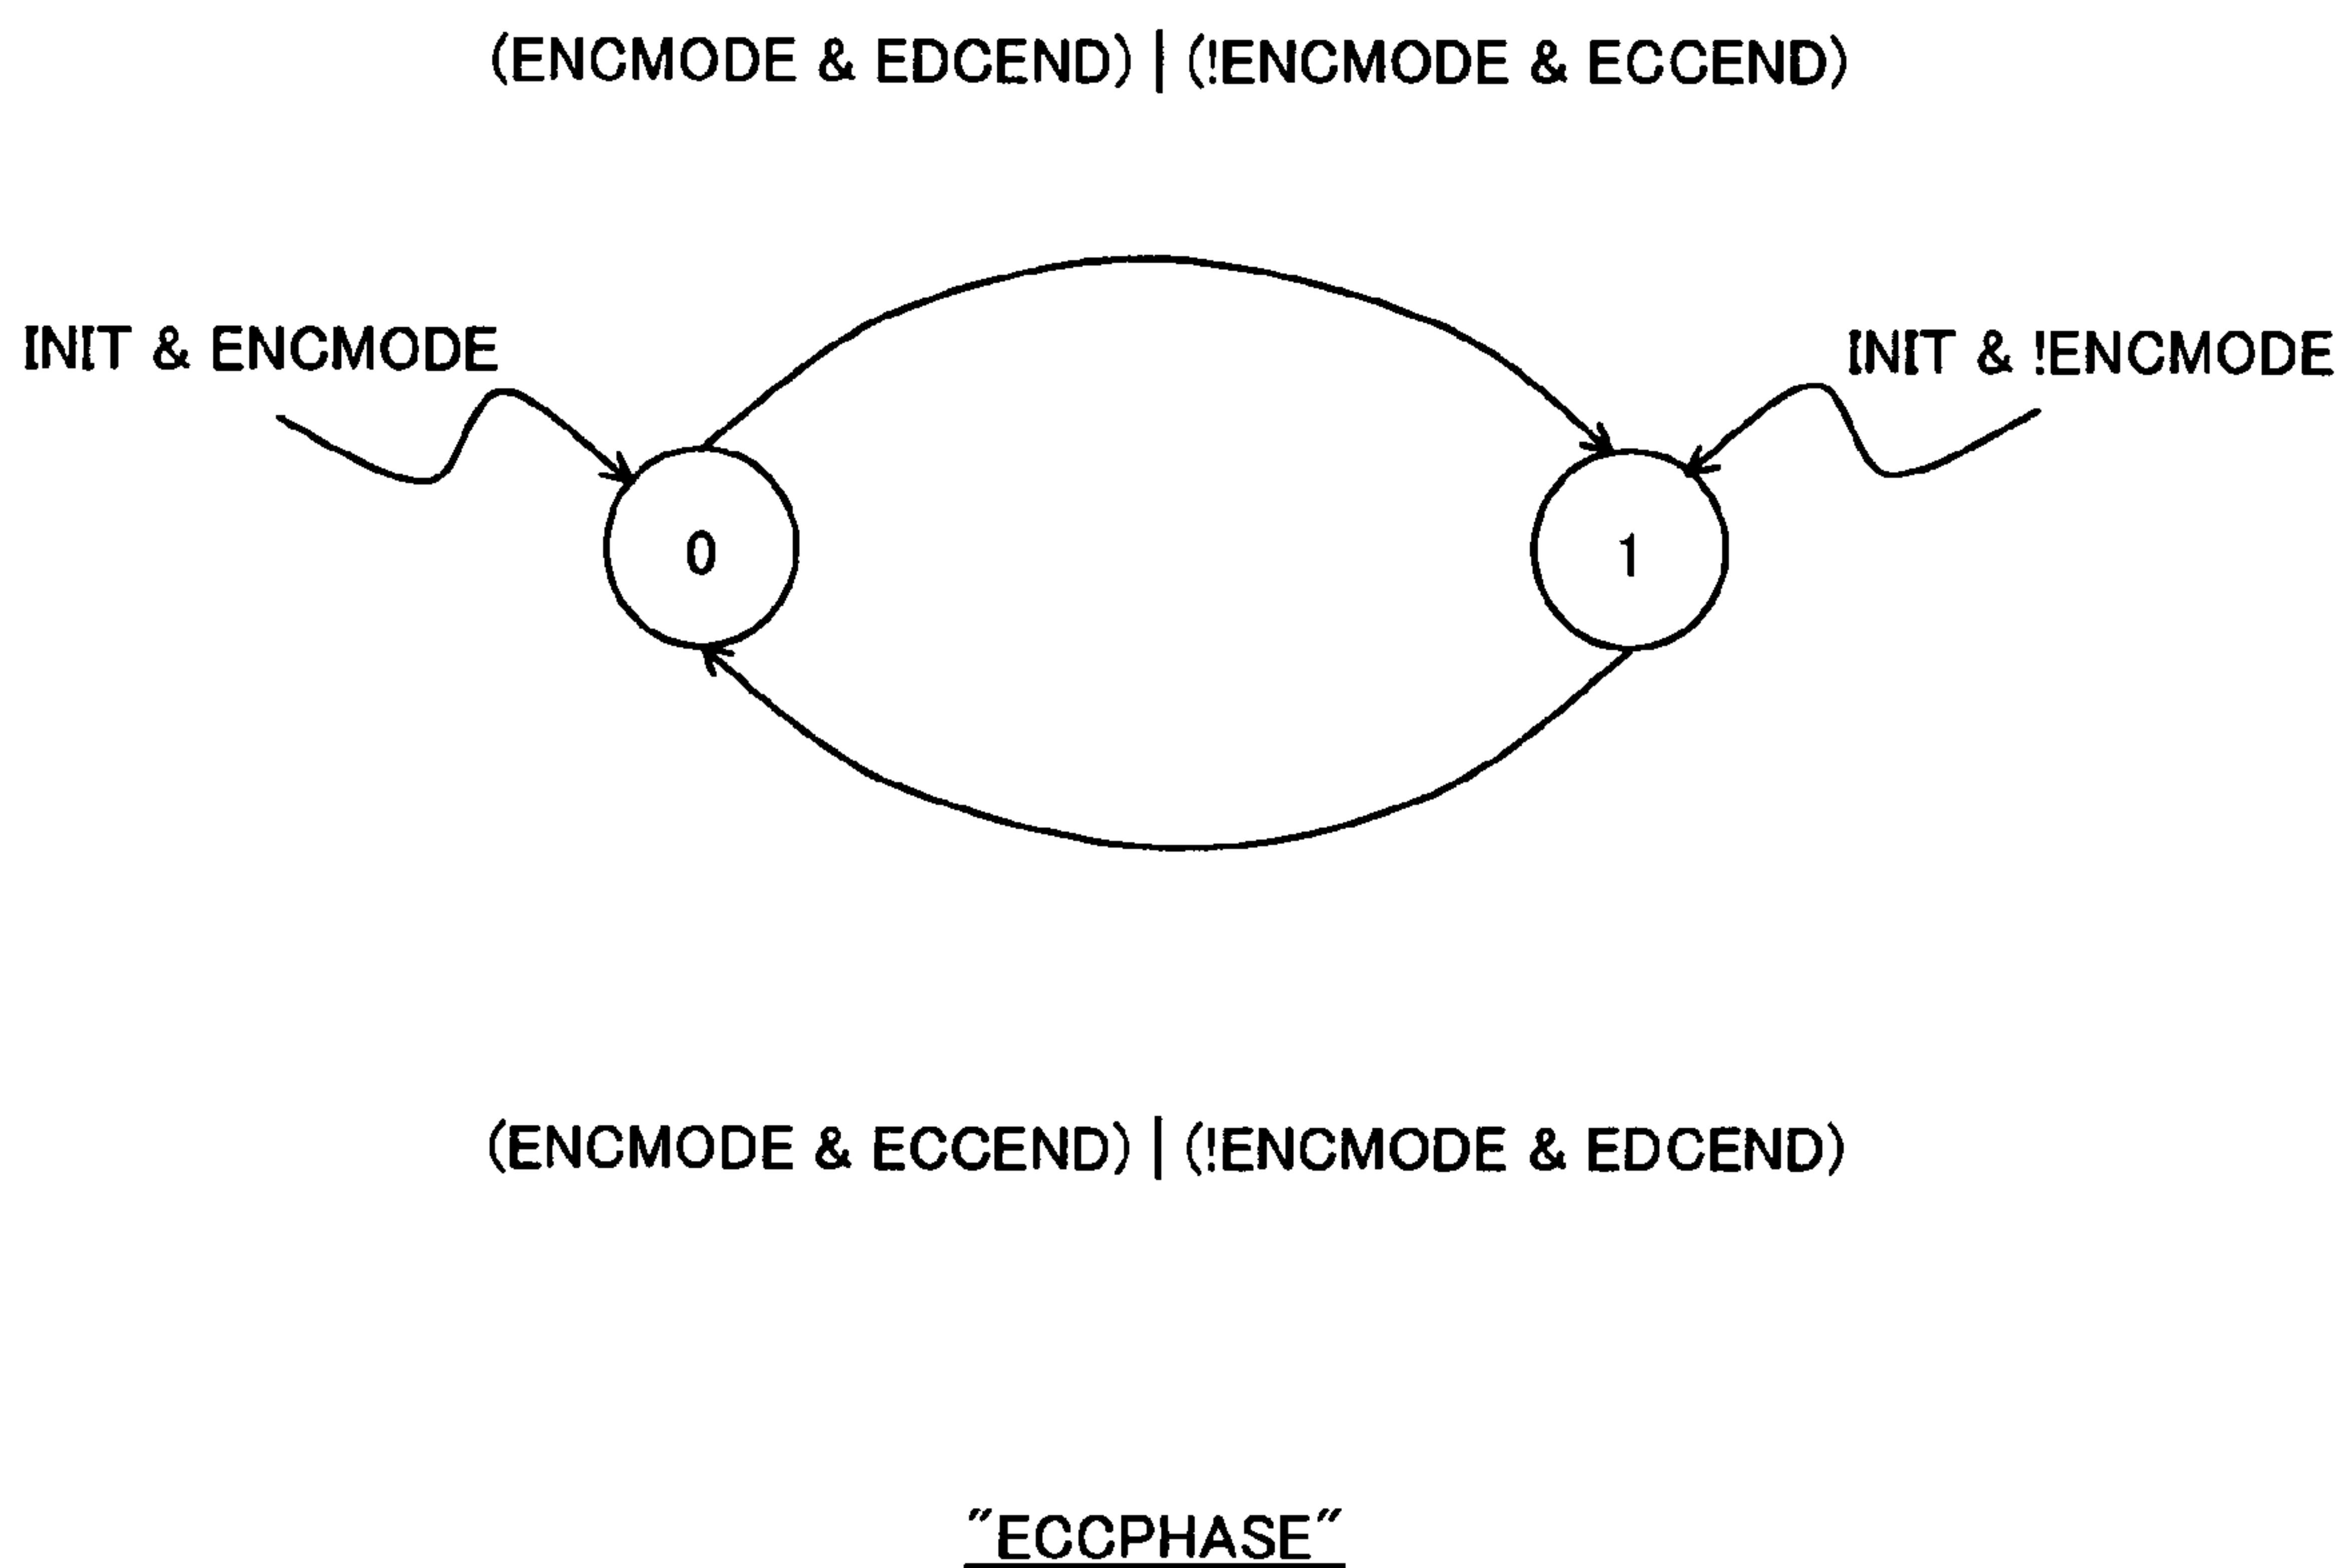 (ENCMODE & EDCEND) | (!ENCMODE & ECCEND)
INIT & ENCMODE
INIT & !ENCMODE
0
1
(ENCMODE & ECCEND) | (!ENCMODE & EDCEND)
"ECCPHASE"